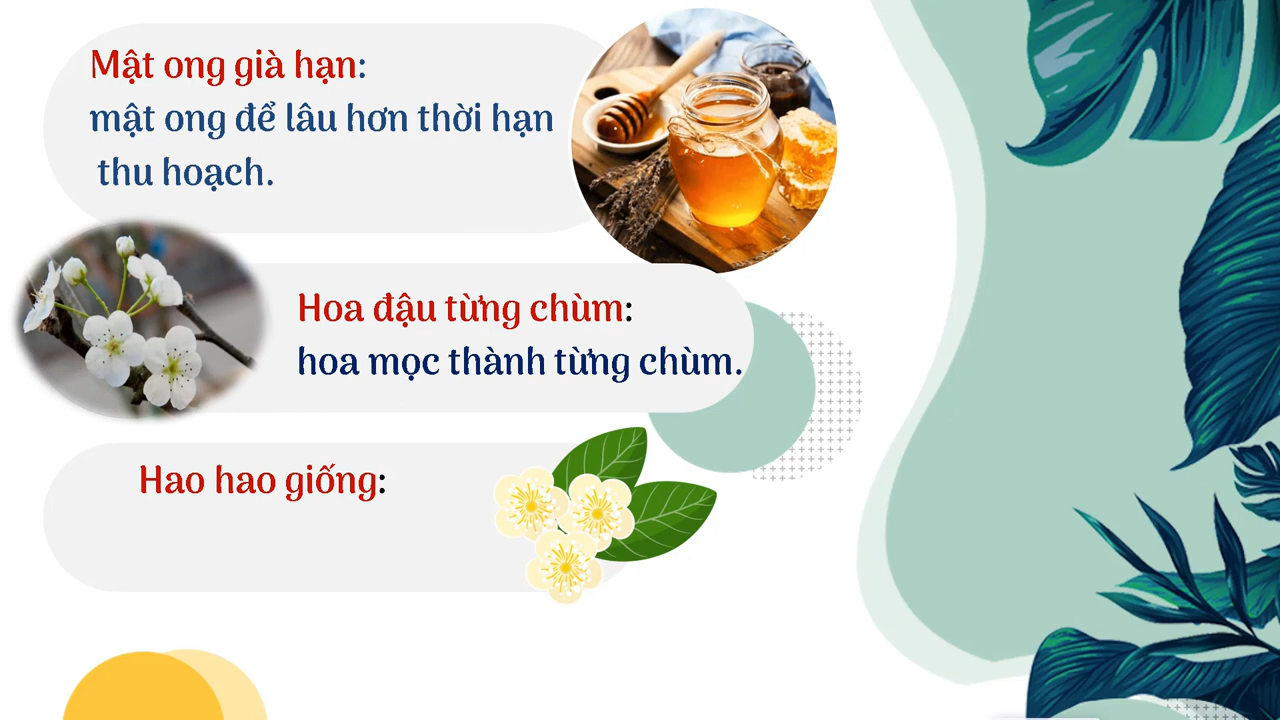 Mật ong già hạn:
mật ong để lâu hơn thời hạn
thu hoạch.
Hoa đậu từng chùm:
hoa mọc thành từng chùm.
Hao hao giống: